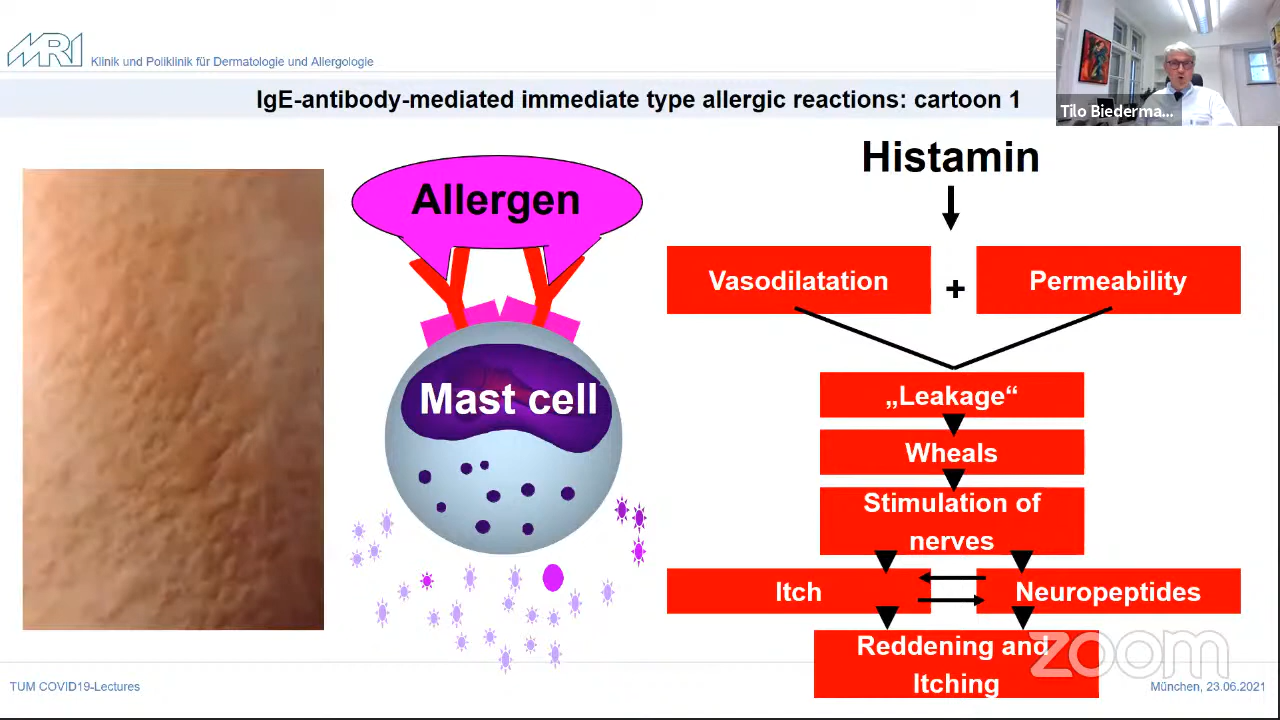 MRI
Klinik und Poliklinik für Dermatologie und Allergologie
IgE-antibody-mediated immediate type allergic reactions: cartoon 1
Tilo Biederma...
Allergen
Mast cell
Histamin
Vasodilatation
+
Permeability
„Leakage“
Wheals
Stimulation of
nerves
Itch
Neuropeptides
Reddening and
Itching
zoom
TUM COVID19-Lectures
München, 23.06.2021